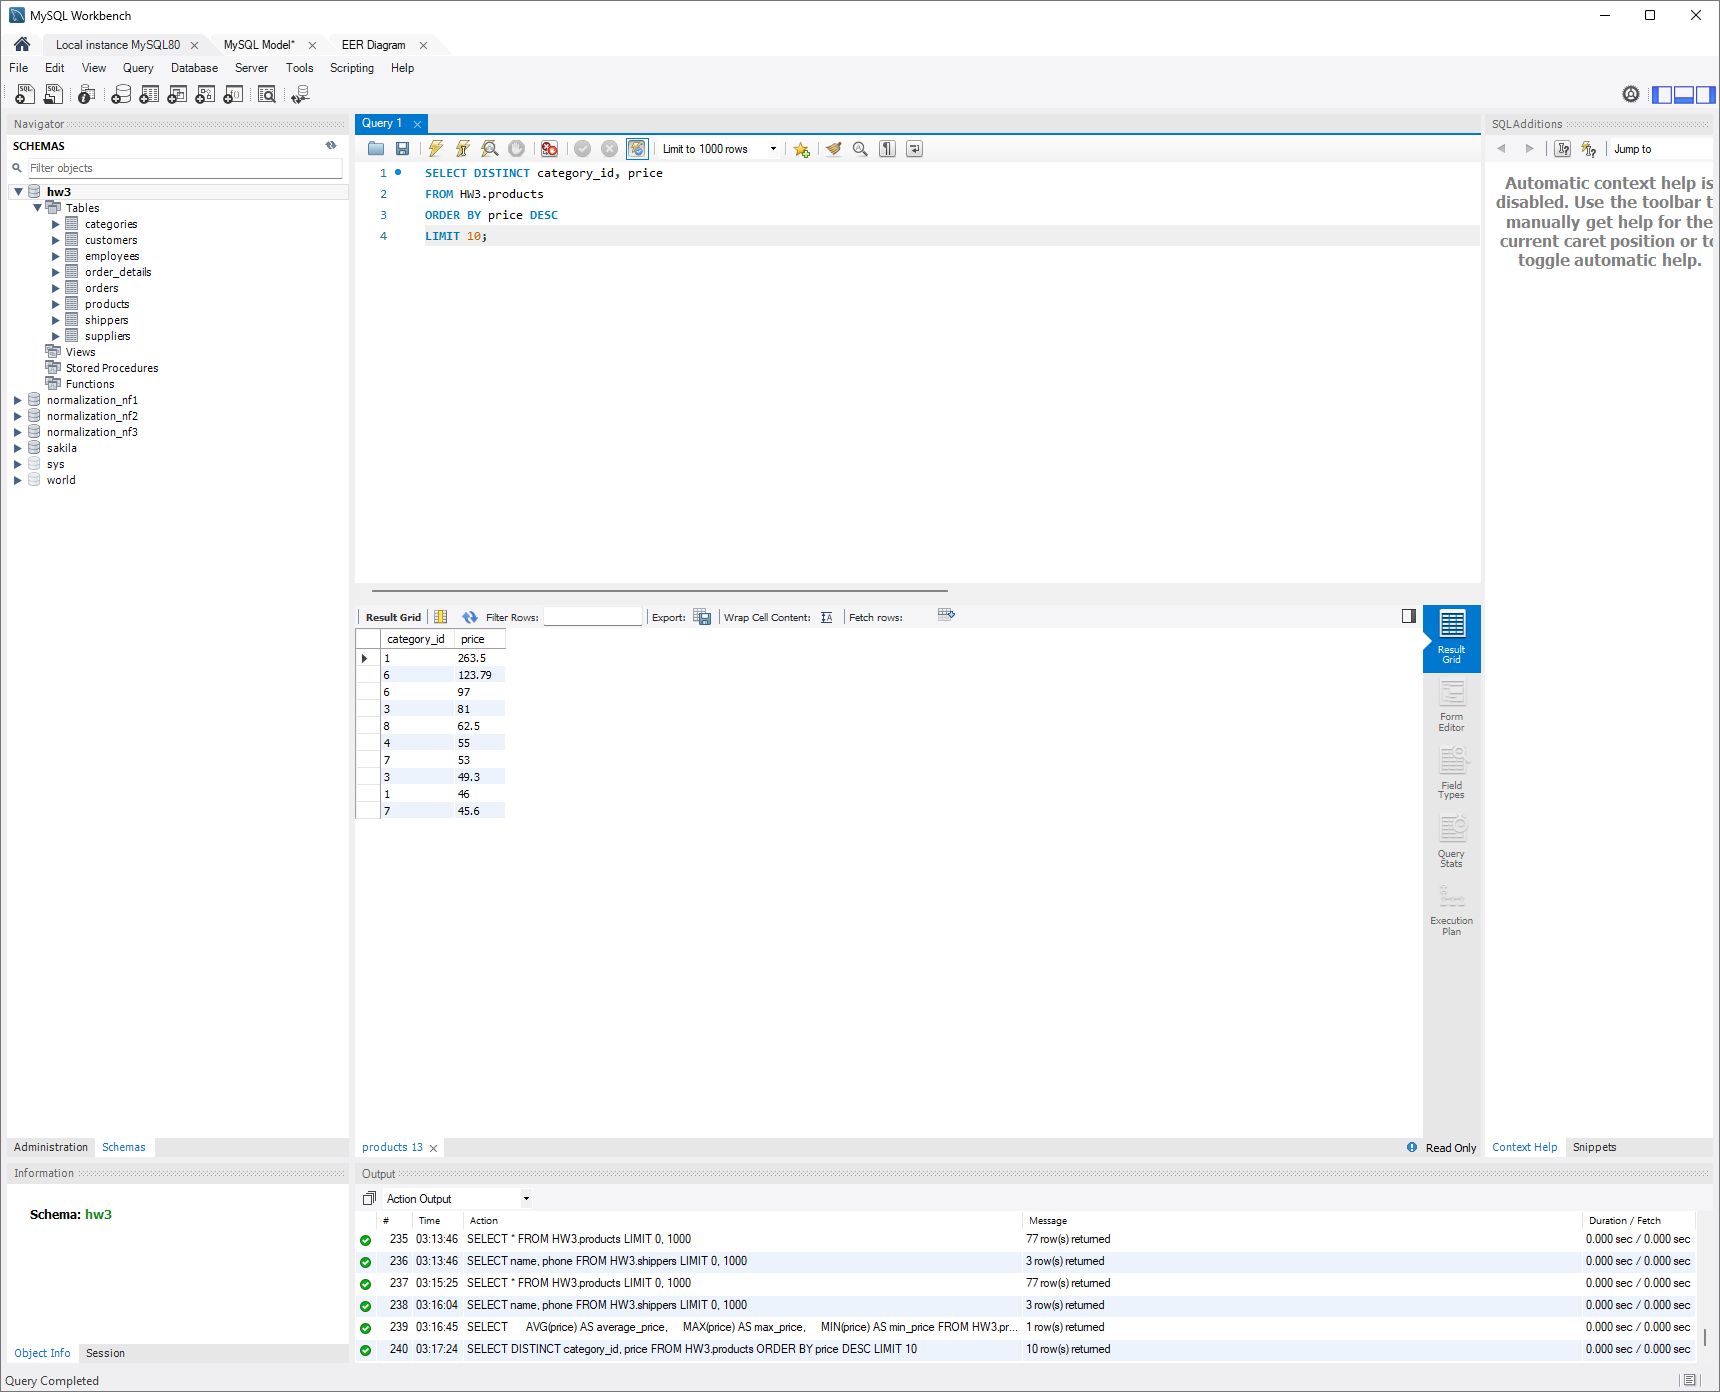 MySQL Workbench
Local instance MySQL80
MySQL Model*
EER Diagram
File Edit View Query Database Server Tools Scripting Help
Navigator
SCHEMAS
Filter objects
hw3
Tables
categories
customers
employees
order_details
orders
products
shippers
suppliers
Views
Stored Procedures
Functions
normalization_nf1
normalization_nf2
normalization_nf3
sakila
sys
world
Administration Schemas
Information
Schema: hw3
Object Info Session
Query 1
Limit to 1000 rows
1 SELECT DISTINCT category_id, price
2 FROM HW3.products
3 ORDER BY price DESC
4 LIMIT 10;
Result Grid Filter Rows: Export: Wrap Cell Content: Fetch rows:
category_id price
1 263.5
6 123.79
6 97
3 81
8 62.5
4 55
7 53
3 49.3
1 46
7 45.6
Result
Grid
Form
Editor
Field
Types
Query
Stats
Execution
Plan
products 13
Read Only
SQLAdditions
Jump to
Automatic context help is
disabled. Use the toolbar t
manually get help for the
current caret position or to
toggle automatic help.
Context Help Snippets
Output
Action Output
# Time Action Message Duration / Fetch
235 03:13:46 SELECT * FROM HW3.products LIMIT 0, 1000 77 row(s) returned 0.000 sec / 0.000 sec
236 03:13:46 SELECT name, phone FROM HW3.shippers LIMIT 0, 1000 3 row(s) returned 0.000 sec / 0.000 sec
237 03:15:25 SELECT * FROM HW3.products LIMIT 0, 1000 77 row(s) returned 0.000 sec / 0.000 sec
238 03:16:04 SELECT name, phone FROM HW3.shippers LIMIT 0, 1000 3 row(s) returned 0.000 sec / 0.000 sec
239 03:16:45 SELECT AVG(price) AS average_price, MAX(price) AS max_price, MIN(price) AS min_price FROM HW3.pr... 1 row(s) returned 0.000 sec / 0.000 sec
240 03:17:24 SELECT DISTINCT category_id, price FROM HW3.products ORDER BY price DESC LIMIT 10 10 row(s) returned 0.000 sec / 0.000 sec
Query Completed